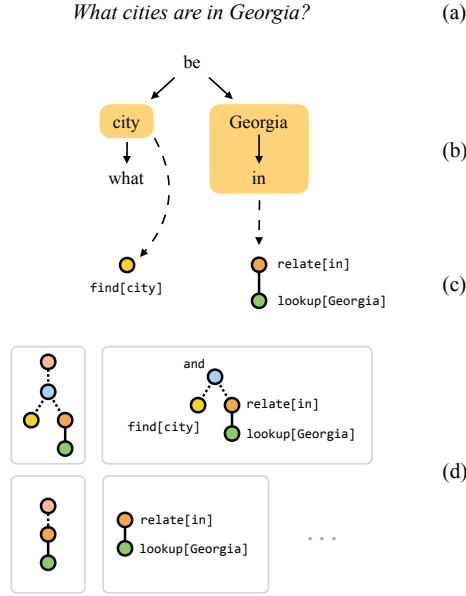 What cities are in Georgia?
(a)
be
city
Georgia
(b)
what
in
relate[in]
(c)
find[city]
lookup[Georgia]
and
relate[in]
find[city]
lookup[Georgia]
(d)
relate[in]
lookup[Georgia]
...